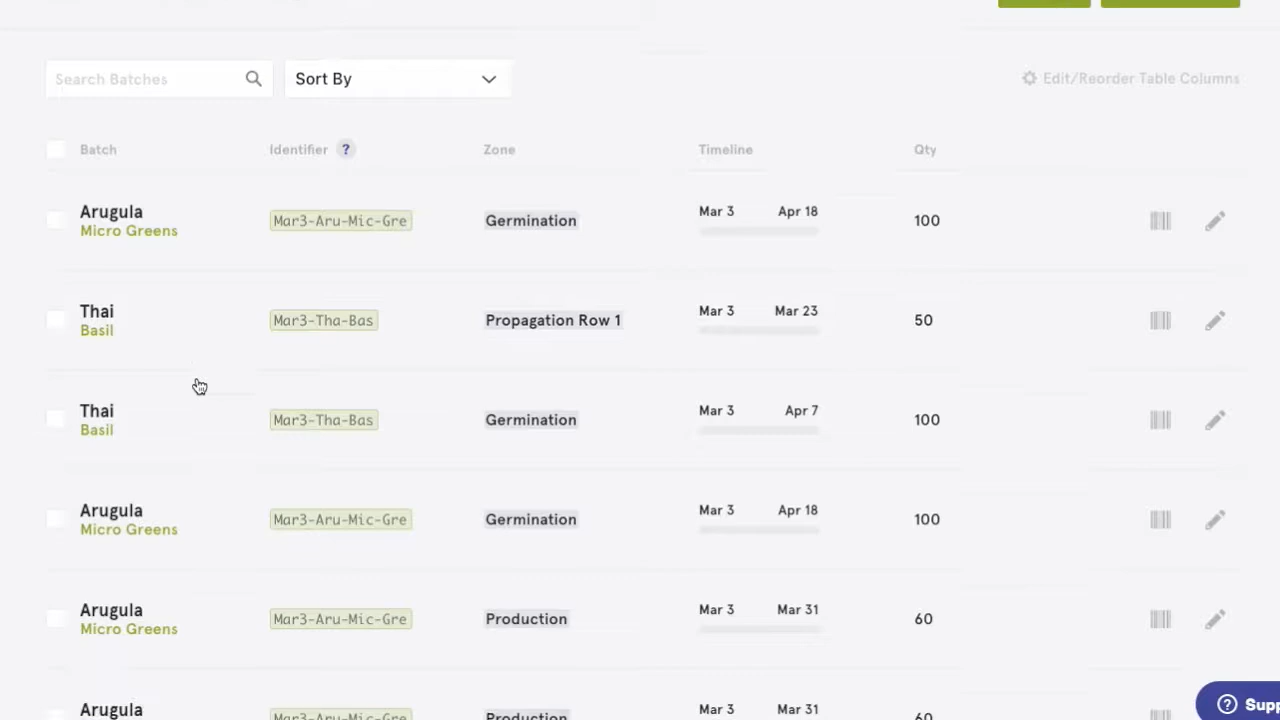 Search Batches
Sort By
Edit/Reorder Table Columns
Batch Identifier ? Zone Timeline Qty
Arugula Mar3-Aru-Mic-Gre Germination Mar 3 Apr 18 100
Micro Greens
Thai Mar3-Tha-Bas Propagation Row 1 Mar 3 Mar 23 50
Basil
Thai Mar3-Tha-Bas Germination Mar 3 Apr 7 100
Basil
Arugula Mar3-Aru-Mic-Gre Germination Mar 3 Apr 18 100
Micro Greens
Arugula Mar3-Aru-Mic-Gre Production Mar 3 Mar 31 60
Micro Greens
Arugula Mar3-Aru-Mic-Gre Production Mar 3 Mar 31 60
? Supp